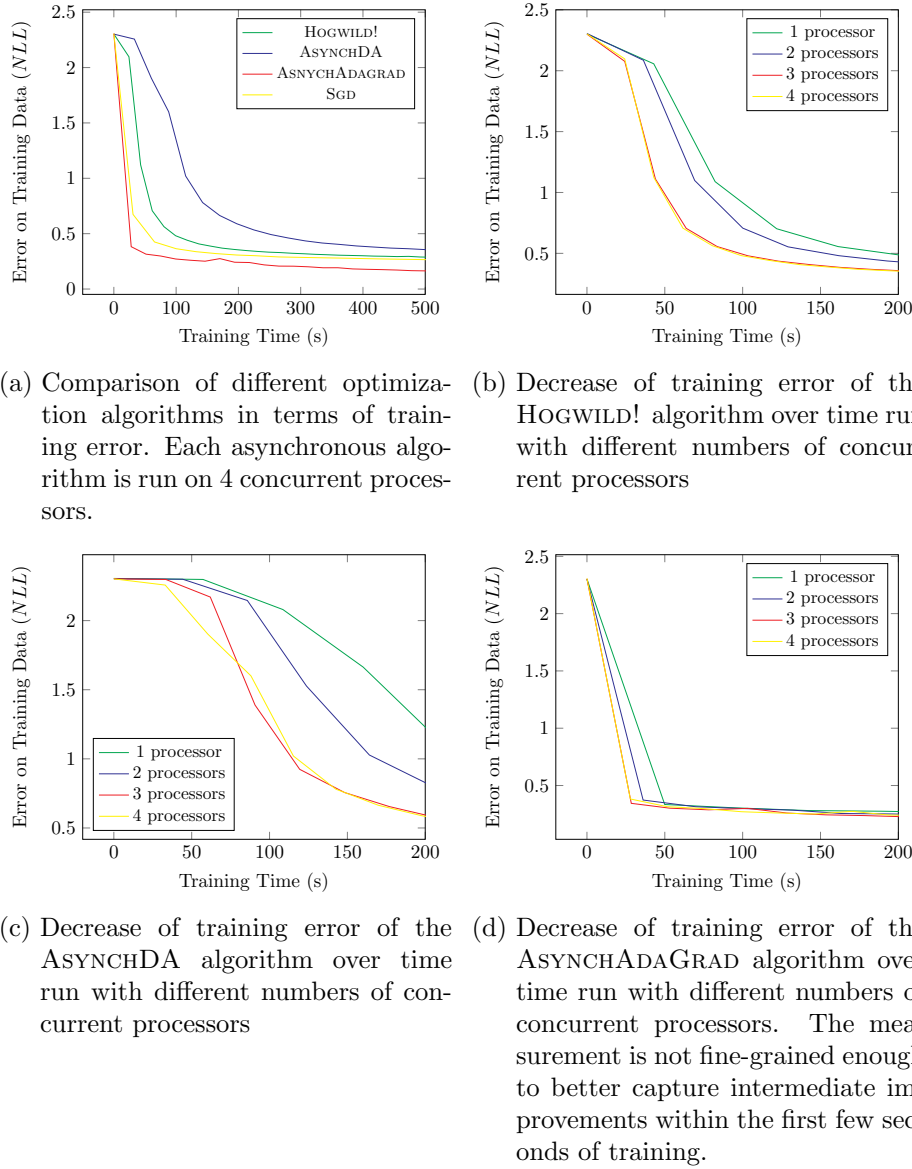 Error on Training Data (NLL)
2.5
2
1.5
1
0.5
0
HOGWILD!
ASYNCHDA
ASNYCHADAGRAD
SGD
0 100 200 300 400 500
Training Time (s)
(a) Comparison of different optimiza-
tion algorithms in terms of train-
ing error. Each asynchronous algo-
rithm is run on 4 concurrent proces-
sors.
Error on Training Data (NLL)
2.5
2
1.5
1
0.5
1 processor
2 processors
3 processors
4 processors
0 50 100 150 200
Training Time (s)
(b) Decrease of training error of th
HOGWILD! algorithm over time run
with different numbers of concur
rent processors
Error on Training Data (NLL)
2
1.5
1
0.5
1 processor
2 processors
3 processors
4 processors
0 50 100 150 200
Training Time (s)
(c) Decrease of training error of the
ASYNCHDA algorithm over time
run with different numbers of con-
current processors
Error on Training Data (NLL)
2.5
2
1.5
1
0.5
1 processor
2 processors
3 processors
4 processors
0 50 100 150 200
Training Time (s)
(d) Decrease of training error of th
ASYNCHADAGRAD algorithm ove
time run with different numbers o
concurrent processors. The mea
surement is not fine-grained enough
to better capture intermediate im
provements within the first few sec
onds of training.